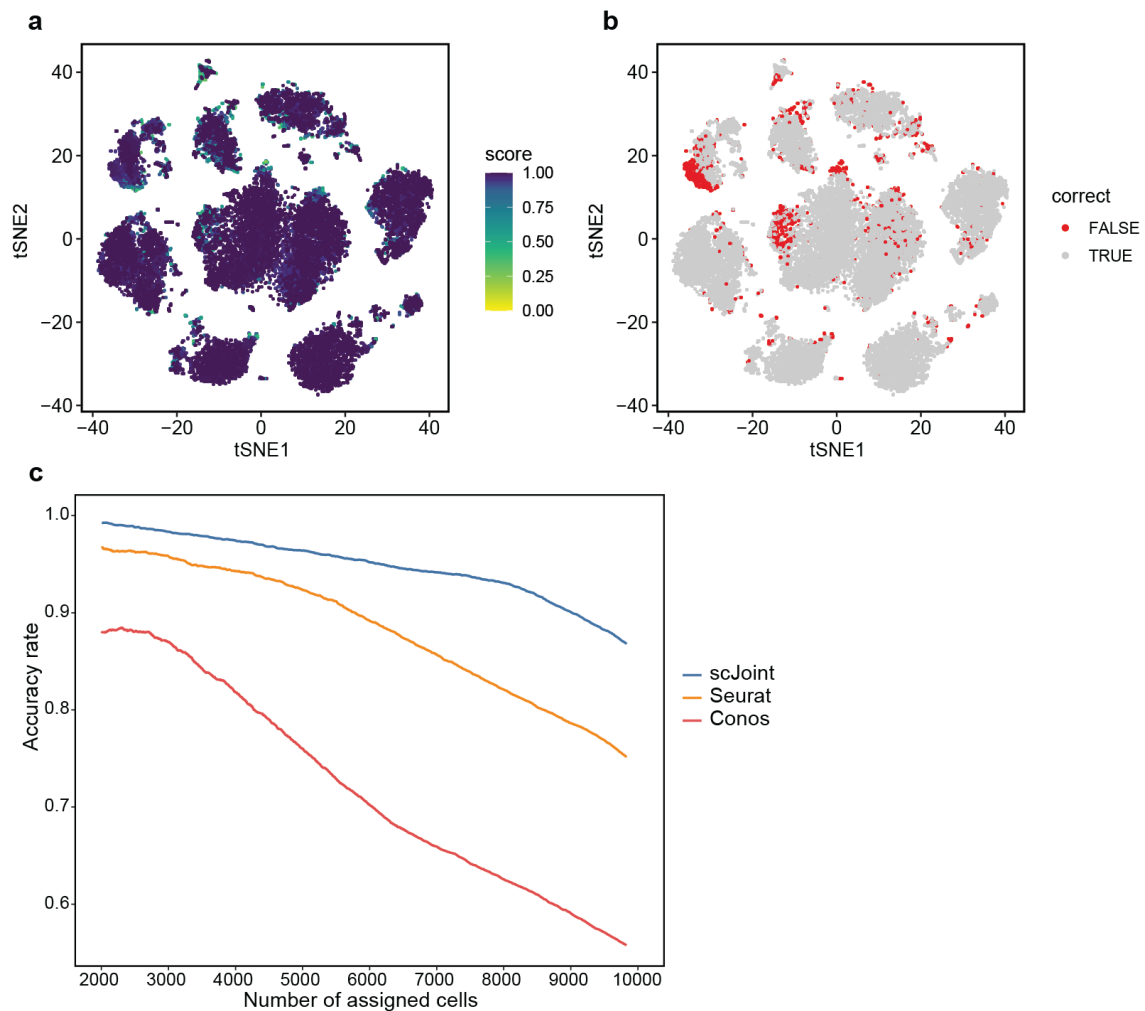 a
40
20
0
−20
−40
tSNE2
−40 −20 0 20 40
tSNE1
score
1.00
0.75
0.50
0.25
0.00
b
40
20
0
−20
−40
tSNE2
−40 −20 0 20 40
tSNE1
correct
FALSE
TRUE
c
1.0
0.9
0.8
0.7
0.6
Accuracy rate
2000 3000 4000 5000 6000 7000 8000 9000 10000
Number of assigned cells
scJoint
Seurat
Conos